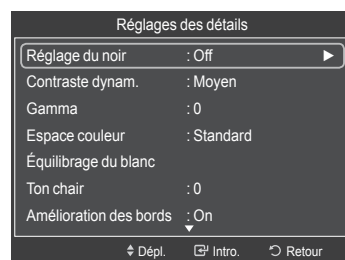 Réglages des détails
Réglage du noir : Off ►
Contraste dynam. : Moyen
Gamma : 0
Espace couleur : Standard
Équilibrage du blanc
Ton chair : 0
Amélioration des bords : On
▼
Dépl. Intro. Retour